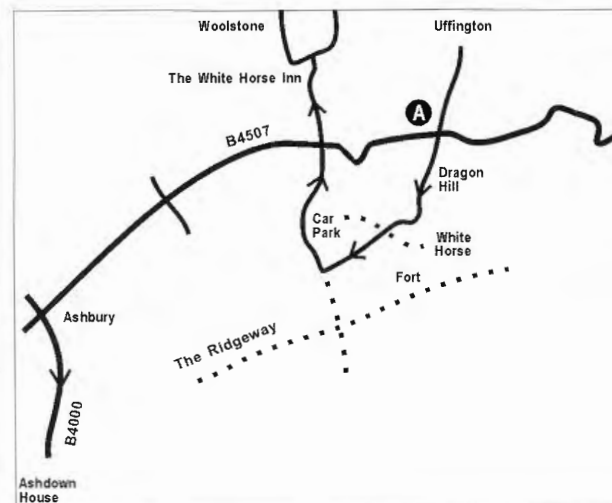 Woolstone
Uffington
The White Horse Inn
A
B4507
Dragon
Hill
Car
Park
White
Horse
Fort
The Ridgeway
Ashbury
B4000
Ashdown
House